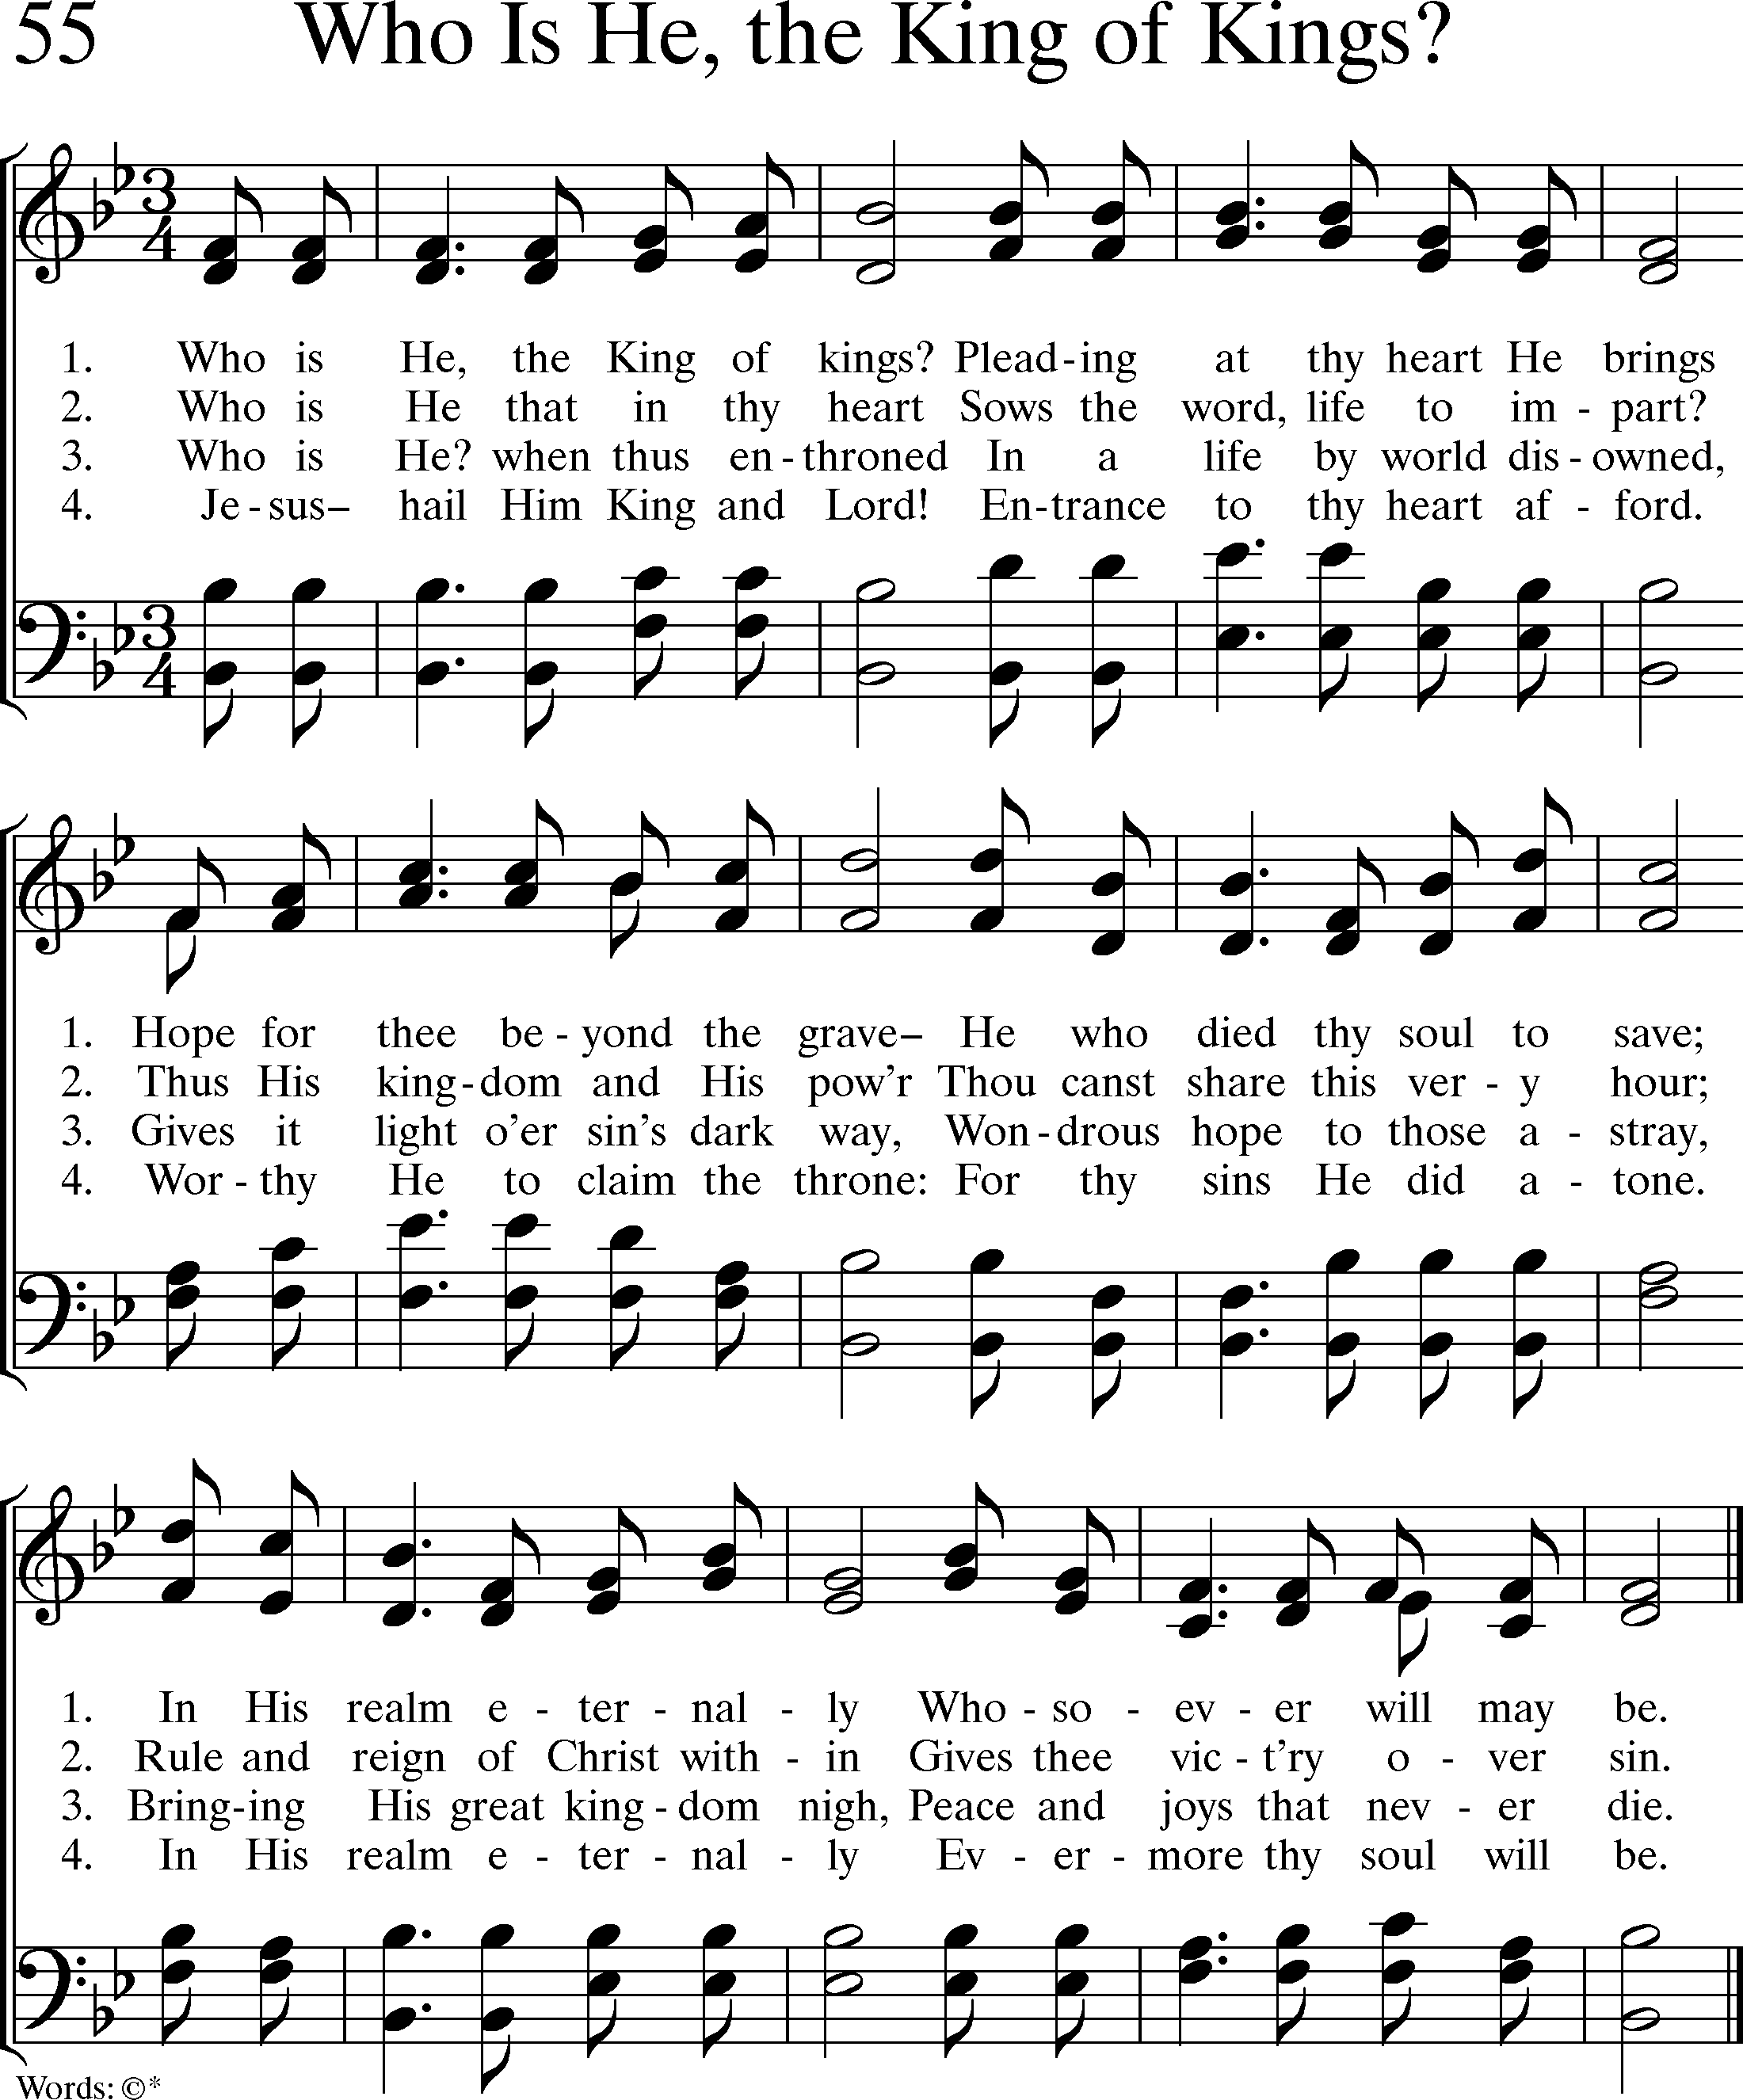 55 Who Is He, the King of Kings?
1. Who is He, the King of kings? Plead-ing at thy heart He brings
2. Who is He that in thy heart Sows the word, life to im - part?
3. Who is He? when thus en - throned In a life by world dis - owned,
4. Je - sus– hail Him King and Lord! En-trance to thy heart af - ford.
1. Hope for thee be - yond the grave– He who died thy soul to save;
2. Thus His king - dom and His pow'r Thou canst share this ver - y hour;
3. Gives it light o'er sin's dark way, Won - drous hope to those a - stray,
4. Wor - thy He to claim the throne: For thy sins He did a - tone.
1. In His realm e - ter - nal - ly Who - so - ev - er will may be.
2. Rule and reign of Christ with - in Gives thee vic - t'ry o - ver sin.
3. Bring-ing His great king - dom nigh, Peace and joys that nev - er die.
4. In His realm e - ter - nal - ly Ev - er - more thy soul will be.
Words: ©*